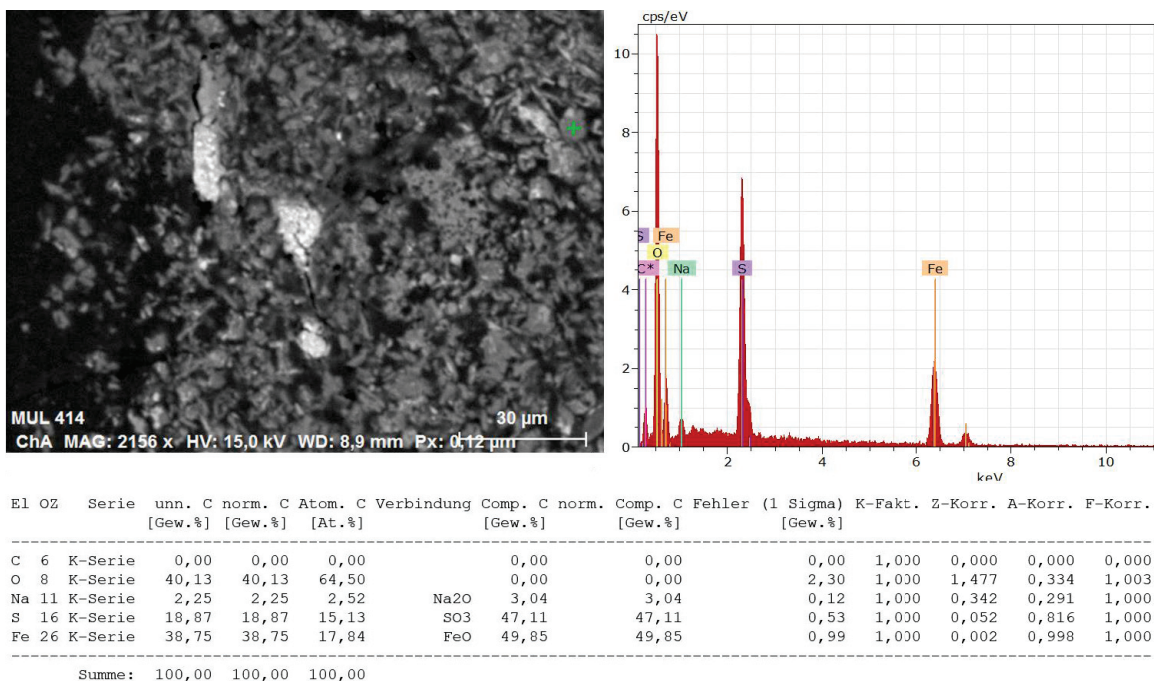 MUL 414
30 µm
ChA MAG: 2156 x HV: 15,0 kV WD: 8,9 mm Px: 0,12 µm
cps/eV
10
8
6
S Fe
O
C* Na S Fe
4
2
0
2 4 6 8 10
keV
El OZ Serie unn. C norm. C Atom. C Verbindung Comp. C norm. Comp. C Fehler (1 Sigma) K-Fakt. Z-Korr. A-Korr. F-Korr.
[Gew.%] [Gew.%] [At.%] [Gew.%] [Gew.%] [Gew.%]
C 6 K-Serie 0,00 0,00 0,00 0,00 0,00 0,00 1,000 0,000 0,000 0,000
O 8 K-Serie 40,13 40,13 64,50 0,00 0,00 2,30 1,000 1,477 0,334 1,003
Na 11 K-Serie 2,25 2,25 2,52 Na2O 3,04 3,04 0,12 1,000 0,342 0,291 1,000
S 16 K-Serie 18,87 18,87 15,13 SO3 47,11 47,11 0,53 1,000 0,052 0,816 1,000
Fe 26 K-Serie 38,75 38,75 17,84 FeO 49,85 49,85 0,99 1,000 0,002 0,998 1,000
Summe: 100,00 100,00 100,00